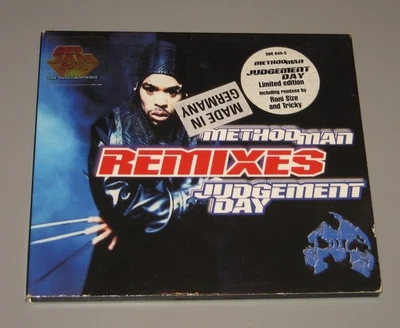 566 845-2
METHOD MAN
JUDGEMENT
DAY
Limited edition
including remixes by
Roni Size
and Tricky
MADE IN
GERMANY
METHOD MAN
REMIXES
JUDGEMENT
DAY